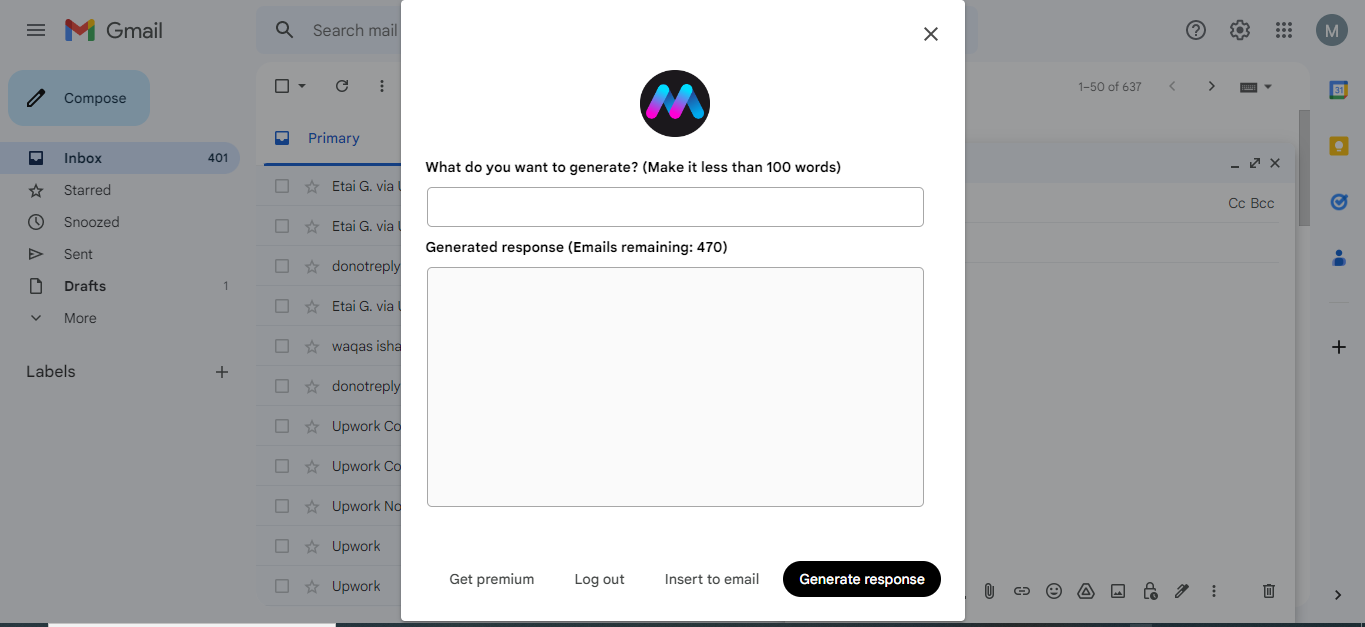 Gmail
Search mail
M
Compose
1–50 of 637
31
Primary
Inbox 401
Starred
Snoozed
Sent
Drafts 1
More
Labels
Etai G. via U
Etai G. via U
donotreply
Etai G. via U
waqas isha
donotreply
Upwork Co
Upwork Co
Upwork No
Upwork
Upwork
What do you want to generate? (Make it less than 100 words)
Generated response (Emails remaining: 470)
Get premium
Log out
Insert to email
Generate response
Cc Bcc